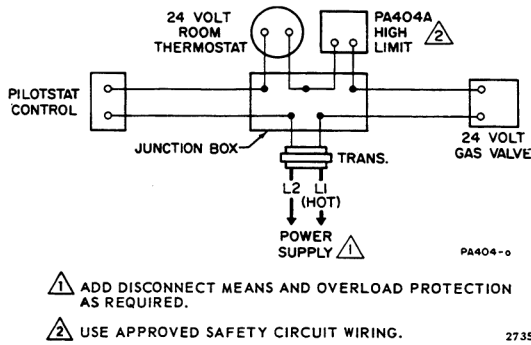 24 VOLT
ROOM
THERMOSTAT
PA404A
HIGH
LIMIT
2
PILOTSTAT
CONTROL
JUNCTION BOX
TRANS.
24 VOLT
GAS VALVE
L2 L1
(HOT)
POWER
SUPPLY 1
PA404-o
1 ADD DISCONNECT MEANS AND OVERLOAD PROTECTION
AS REQUIRED.
2 USE APPROVED SAFETY CIRCUIT WIRING.
2735